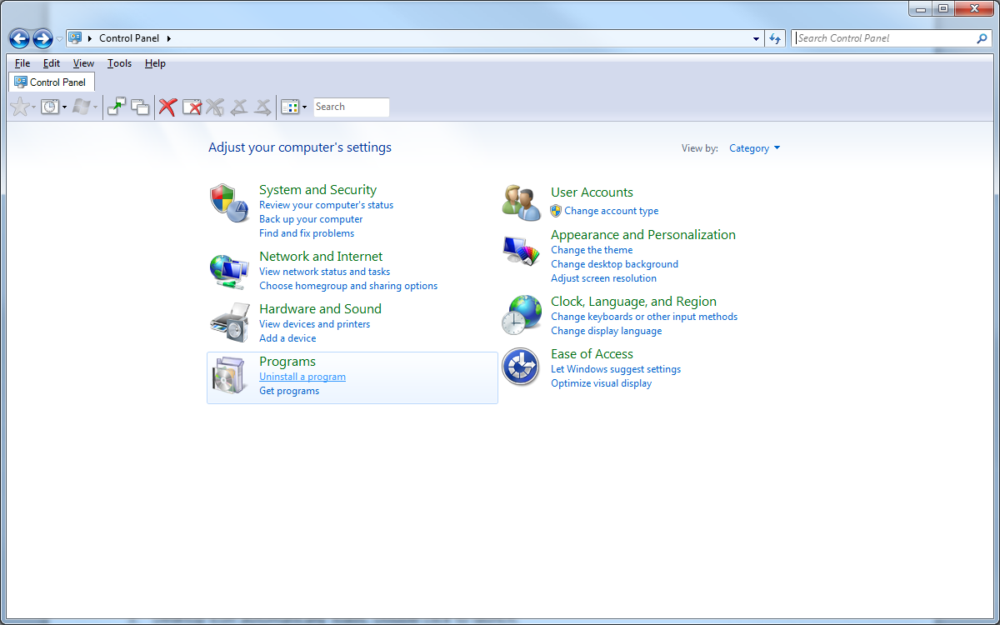 Control Panel
Search Control Panel
File Edit View Tools Help
Control Panel
Search
Adjust your computer's settings
View by: Category
System and Security
Review your computer's status
Back up your computer
Find and fix problems
Network and Internet
View network status and tasks
Choose homegroup and sharing options
Hardware and Sound
View devices and printers
Add a device
Programs
Uninstall a program
Get programs
User Accounts
Change account type
Appearance and Personalization
Change the theme
Change desktop background
Adjust screen resolution
Clock, Language, and Region
Change keyboards or other input methods
Change display language
Ease of Access
Let Windows suggest settings
Optimize visual display